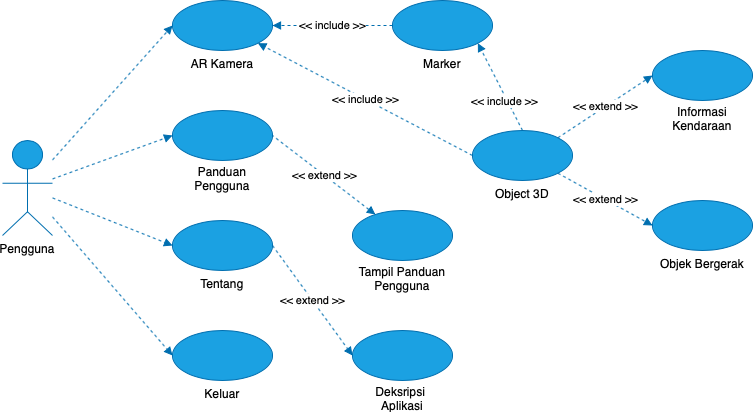 << include >>
AR Kamera
Marker
<< include >>
<< include >>
<< extend >>
Informasi
Kendaraan
Panduan
Pengguna
<< extend >>
Object 3D
<< extend >>
Pengguna
Tentang
Tampil Panduan
Pengguna
Objek Bergerak
<< extend >>
Keluar
Deksripsi
Aplikasi